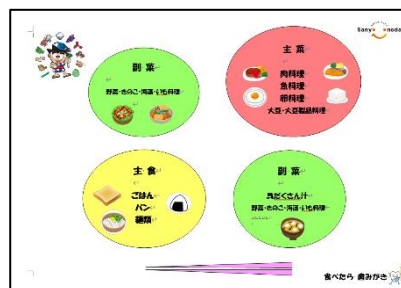 Sanyo Onoda
副 菜
野菜・きのこ・海藻・いも料理
主 菜
肉料理
魚料理
卵料理
大豆・大豆製品料理
主 食
ごはん
パン
麺類
副 菜
具だくさん汁
野菜・きのこ・海藻・いも料理
食べたら 歯みがき